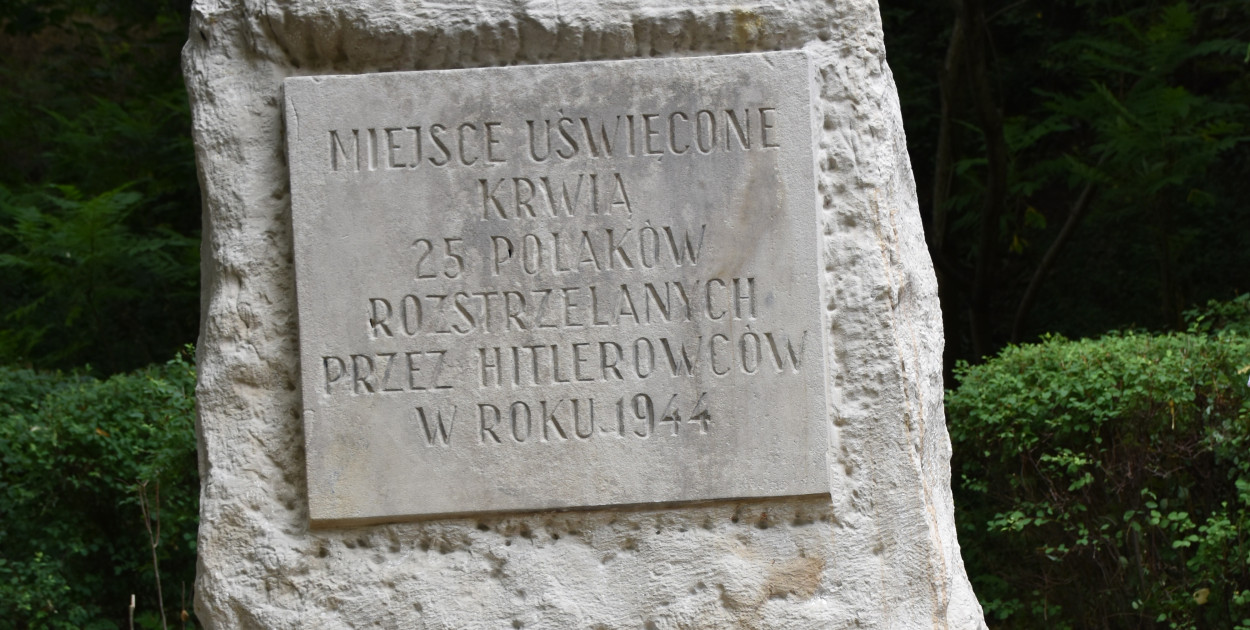 MIEJSCE UŚWIĘCONE
KRWIĄ
25 POLAKÓW
ROZSTRZELANYCH
PRZEZ HITLEROWCÓW
W ROKU 1944